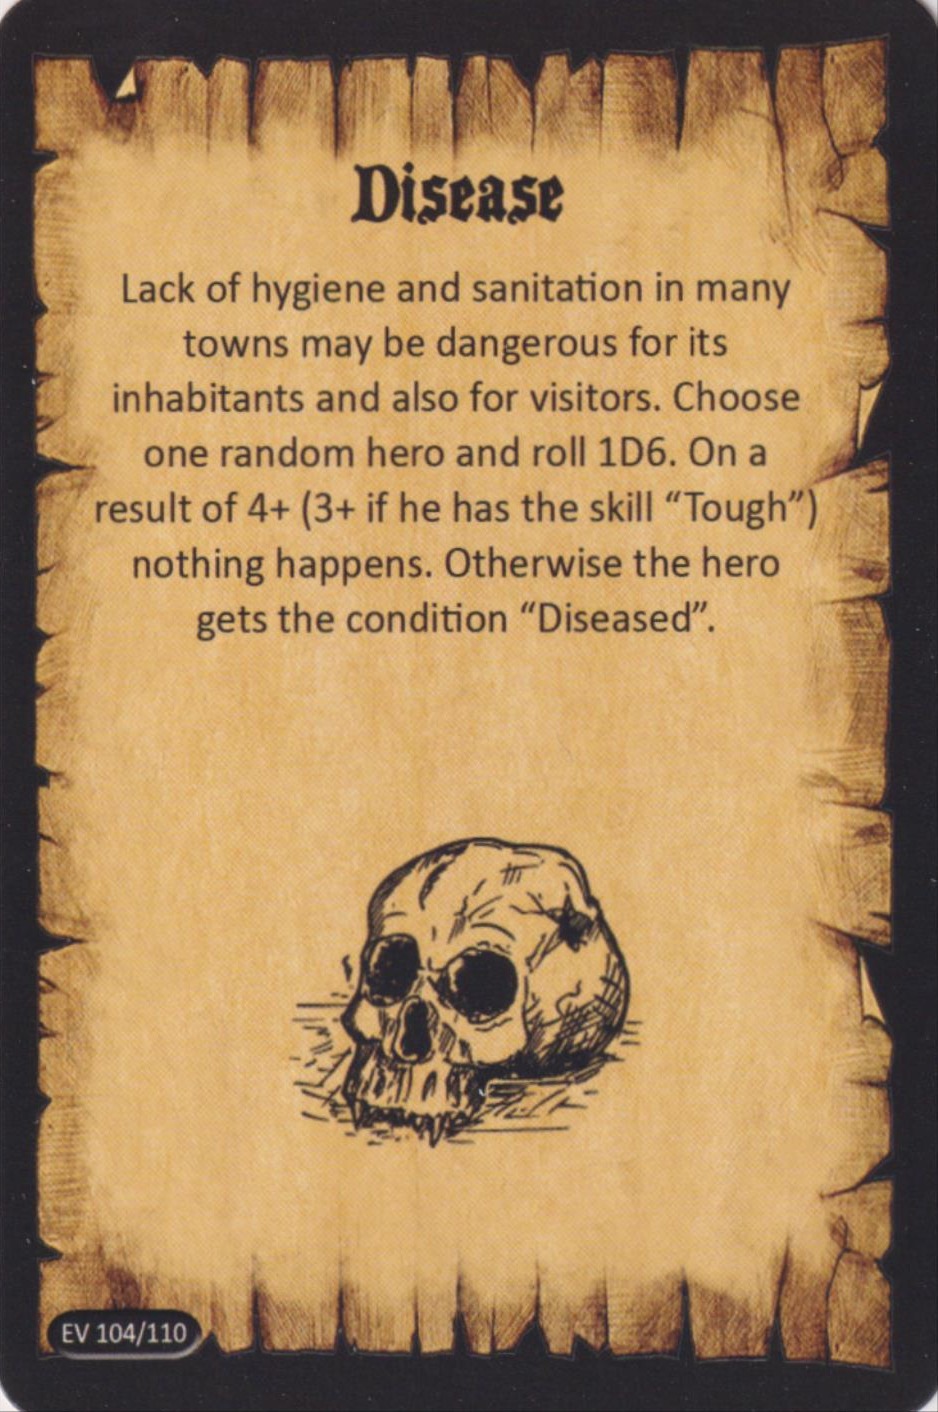 Disease
Lack of hygiene and sanitation in many
towns may be dangerous for its
inhabitants and also for visitors. Choose
one random hero and roll 1D6. On a
result of 4+ (3+ if he has the skill “Tough”)
nothing happens. Otherwise the hero
gets the condition “Diseased”.
EV 104/110